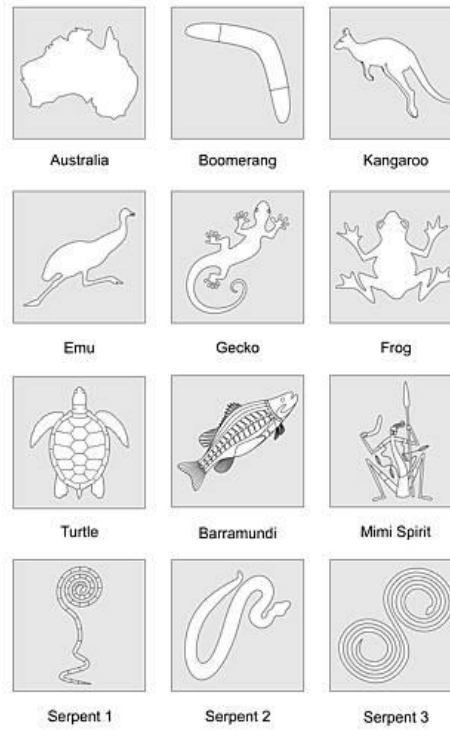 Australia
Boomerang
Kangaroo
Emu
Gecko
Frog
Turtle
Barramundi
Mimi Spirit
Serpent 1
Serpent 2
Serpent 3